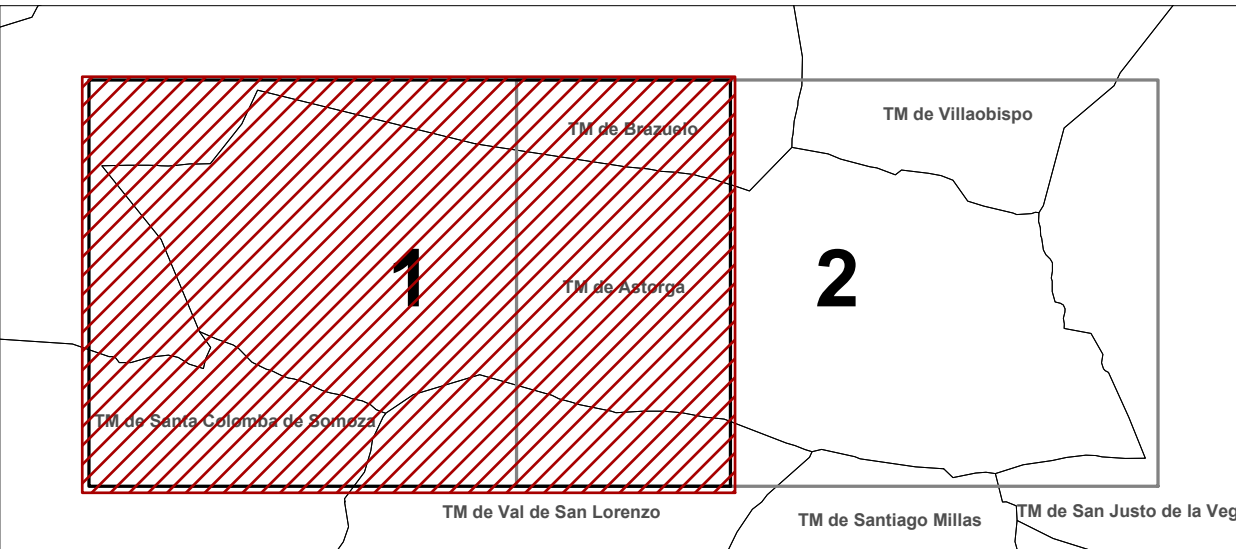 TM de Villaobispo
TM de Brazuelo
1
2
TM de Astorga
TM de Santa Colomba de Somoza
TM de Val de San Lorenzo
TM de Santiago Millas
TM de San Justo de la Veg